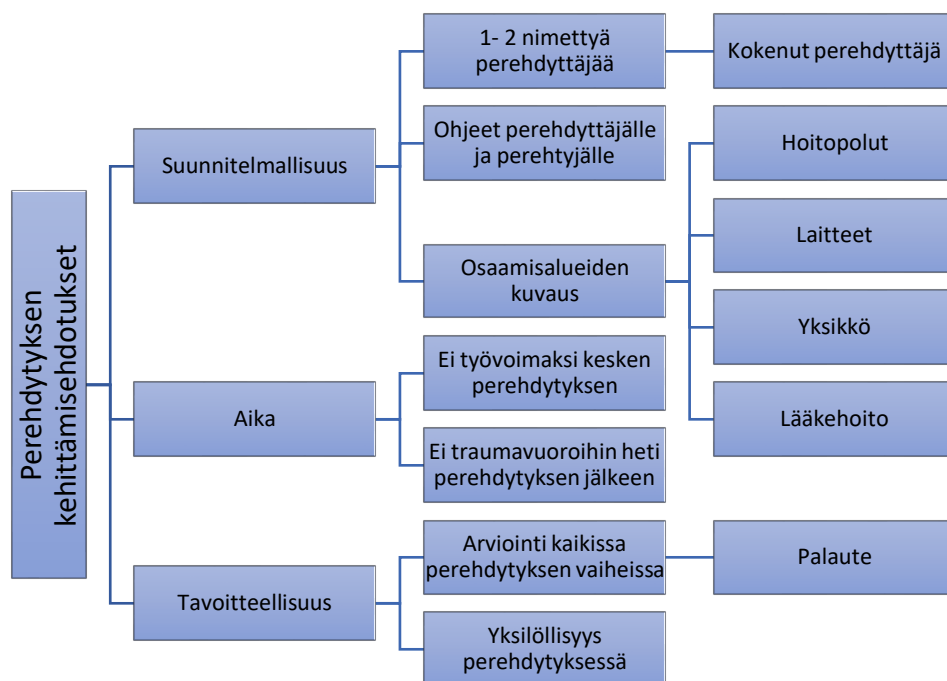 Perehdytyksen
kehittämisehdotukset
Suunnitelmallisuus
1- 2 nimettyä
perehdyttäjää
Kokenut perehdyttäjä
Ohjeet perehdyttäjälle
ja perehtyjälle
Osaamisalueiden
kuvaus
Hoitopolut
Laitteet
Yksikkö
Lääkehoito
Aika
Ei työvoimaksi kesken
perehdytyksen
Ei traumavuoroihin heti
perehdytyksen jälkeen
Tavoitteellisuus
Arviointi kaikissa
perehdytyksen vaiheissa
Palaute
Yksilöllisyys
perehdytyksessä